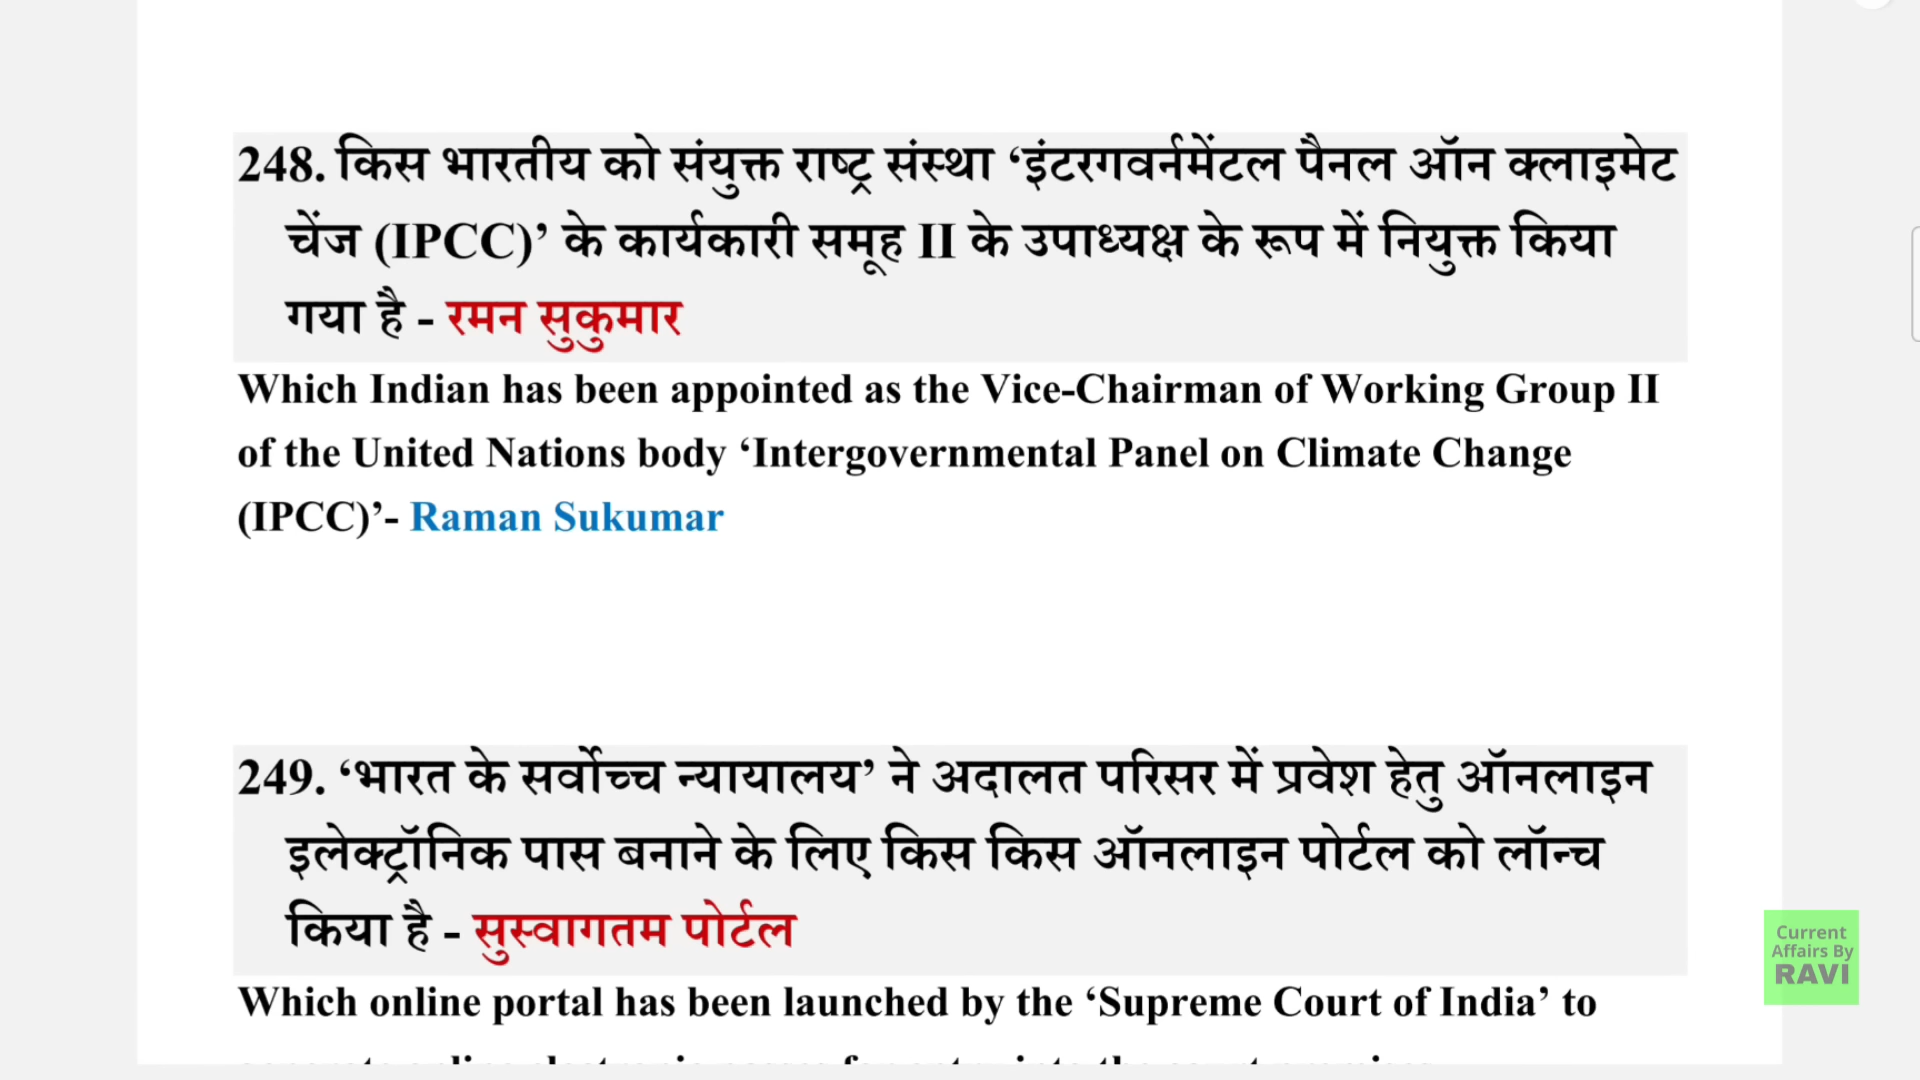 248. किस भारतीय को संयुक्त राष्ट्र संस्था ‘इंटरगवर्नमेंटल पैनल ऑन क्लाइमेट
चेंज (IPCC)’ के कार्यकारी समूह II के उपाध्यक्ष के रूप में नियुक्त किया
गया है - रमन सुकुमार
Which Indian has been appointed as the Vice-Chairman of Working Group II
of the United Nations body ‘Intergovernmental Panel on Climate Change
(IPCC)’- Raman Sukumar
249. ‘भारत के सर्वोच्च न्यायालय’ ने अदालत परिसर में प्रवेश हेतु ऑनलाइन
इलेक्ट्रॉनिक पास बनाने के लिए किस किस ऑनलाइन पोर्टल को लॉन्च
किया है - सुस्वागतम पोर्टल
Which online portal has been launched by the ‘Supreme Court of India’ to
Current
Affairs By
RAVI